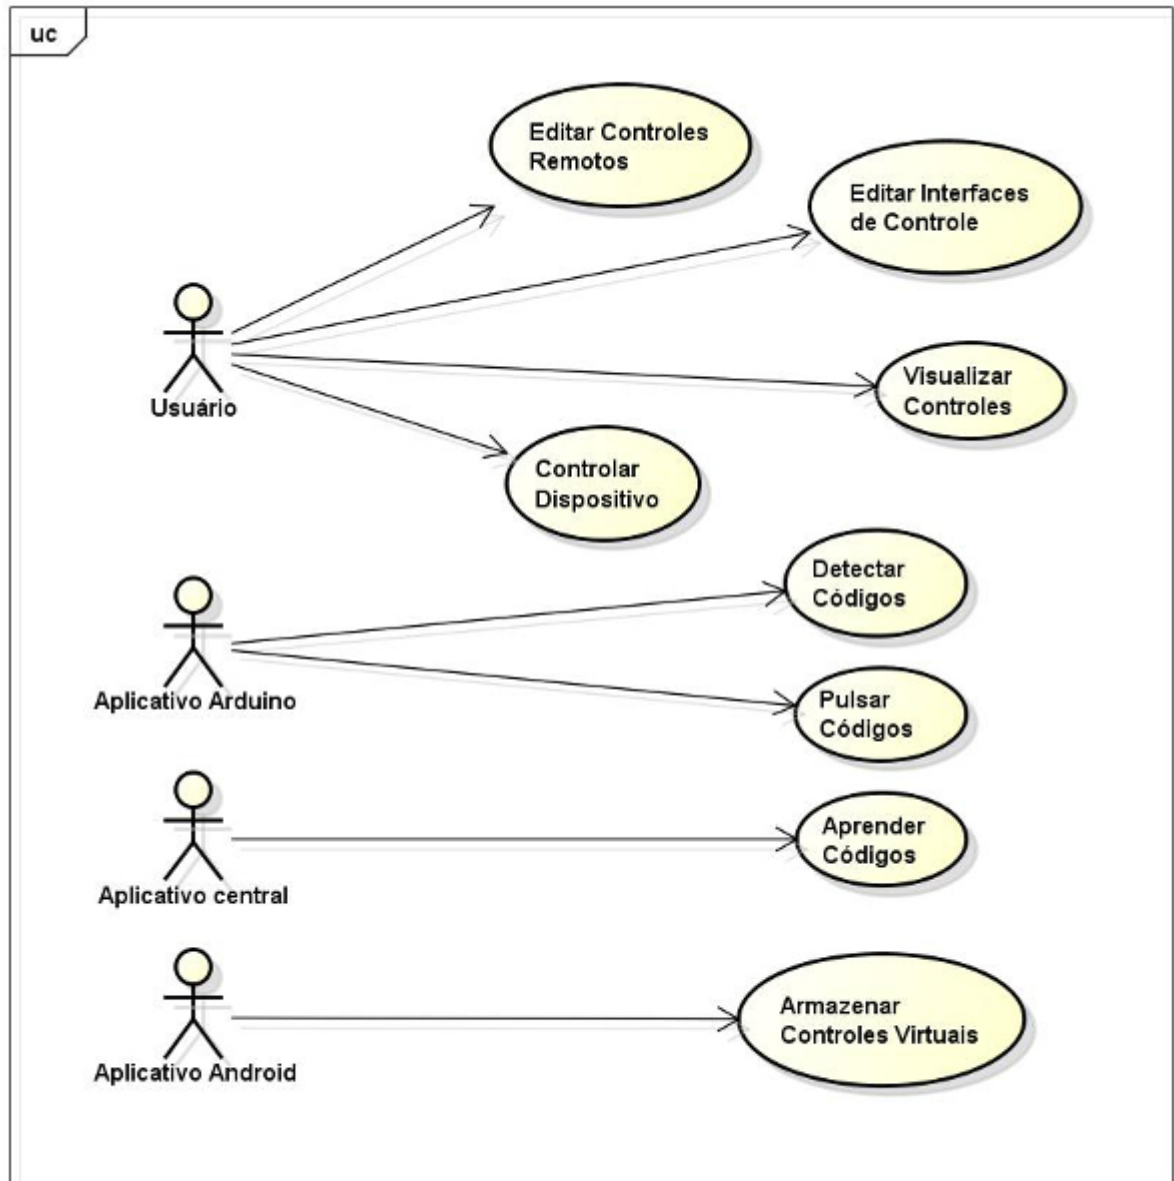 uc
Editar Controles
Remotos
Editar Interfaces
de Controle
Usuário
Visualizar
Controles
Controlar
Dispositivo
Aplicativo Arduino
Detectar
Códigos
Pulsar
Códigos
Aplicativo central
Aprender
Códigos
Aplicativo Android
Armazenar
Controles Virtuais